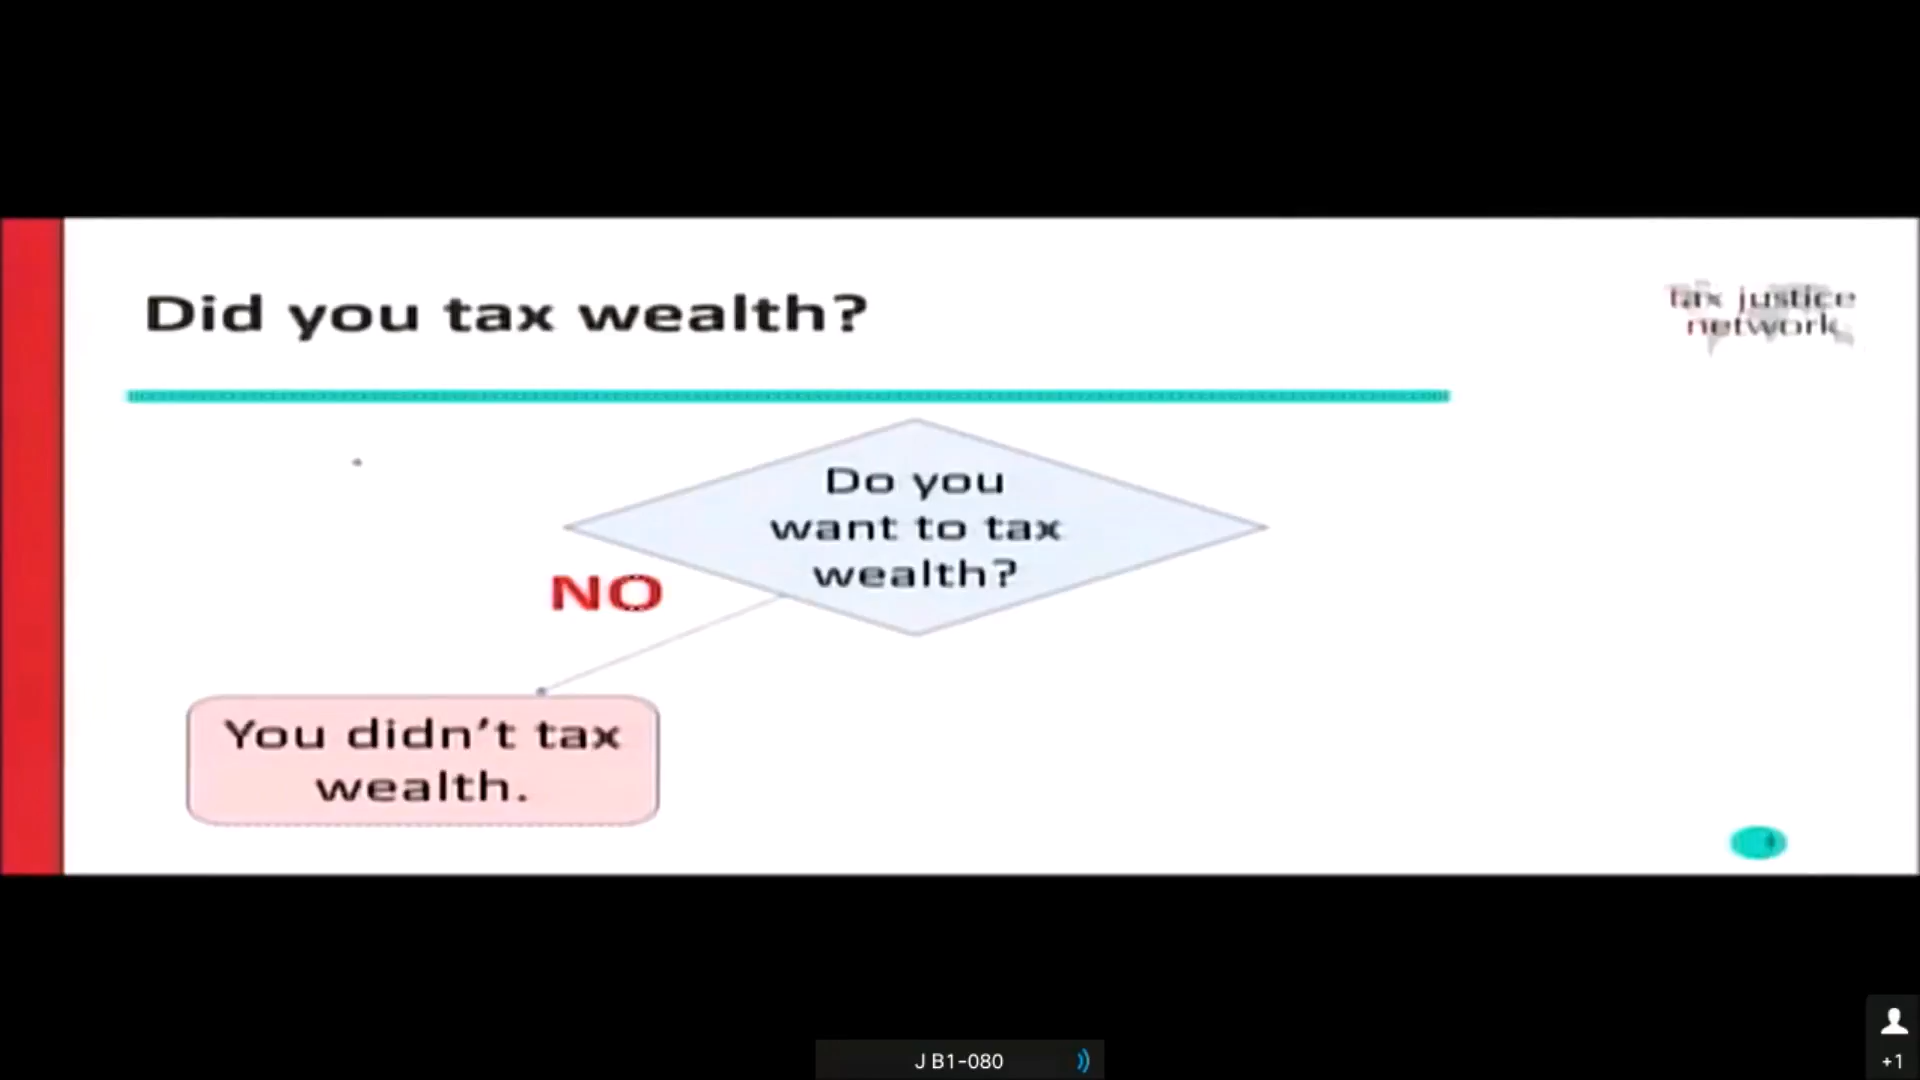 Did you tax wealth?
tax justice
network
Do you
want to tax
wealth?
NO
You didn’t tax
wealth.
J B1-080
+1